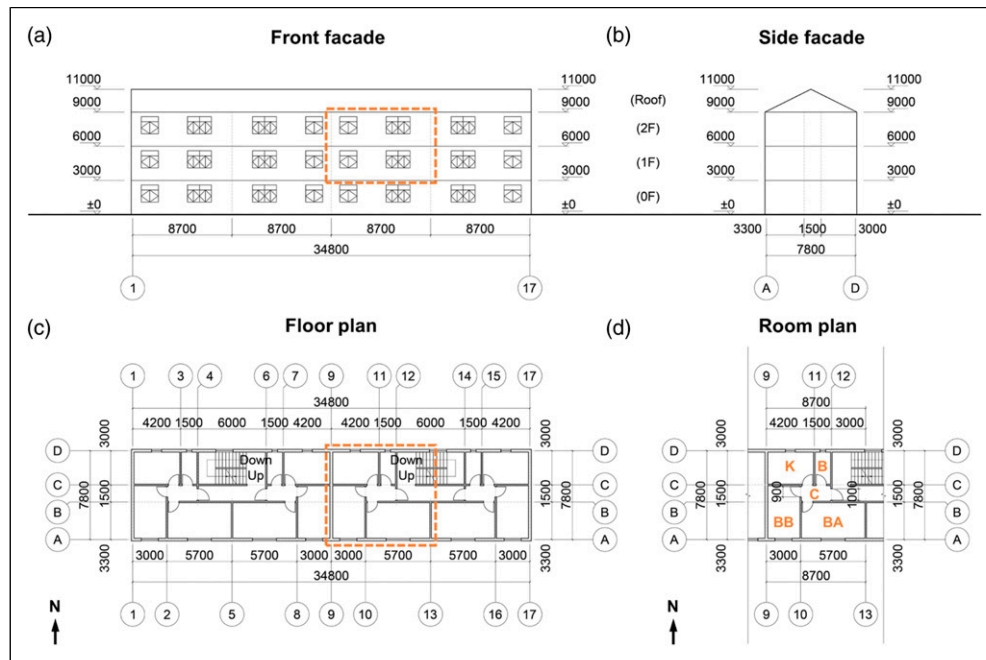 (a) Front facade (b) Side facade
11000 11000 11000 11000
9000 9000 (Roof) 9000 9000
(2F)
6000 6000 6000 6000
(1F)
3000 3000 3000 3000
(0F)
±0 ±0 ±0 ±0
8700 8700 8700 8700 3300 1500 3000
34800 7800
1 17 A D
(c) Floor plan (d) Room plan
1 3 4 6 7 9 11 12 14 15 17 9 11 12
34800 8700
3000 4200 1500 6000 1500 4200 4200 1500 6000 1500 4200 3000 3000 4200 1500 3000 3000
D Down Down D D K B D
Up Up
C C C C
7800 1500 1500 7800 7800 1500 900 C 1000 1500 7800
B B B B
BB BA
A A A A
3300 3000 5700 5700 3000 3000 5700 5700 3000 3300 3300 3000 5700 3300
34800 8700
N 1 2 5 8 9 10 13 16 17 N 9 10 13